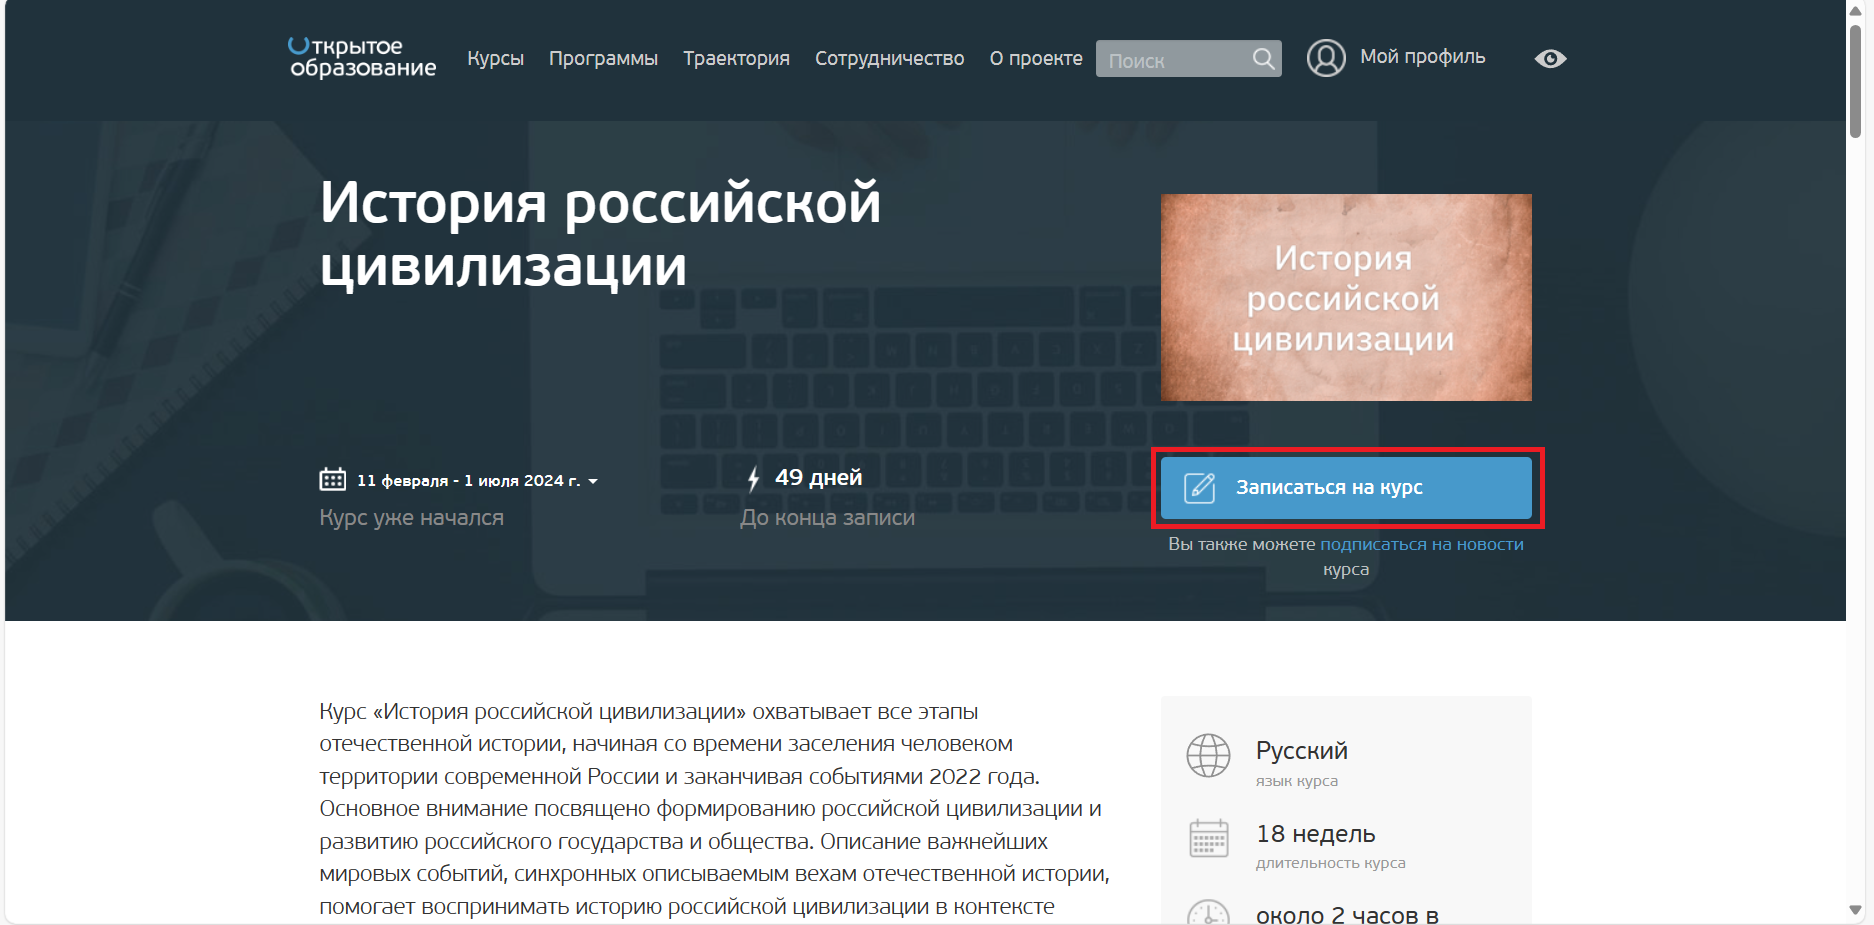 Открытое
образование
Курсы Программы Траектория Сотрудничество О проекте Поиск Мой профиль
История российской
цивилизации
История
российской
цивилизации
11 февраля - 1 июля 2024 г.
Курс уже начался
49 дней
До конца записи
Записаться на курс
Вы также можете подписаться на новости
курса
Курс «История российской цивилизации» охватывает все этапы
отечественной истории, начиная со времени заселения человеком
территории современной России и заканчивая событиями 2022 года.
Основное внимание посвящено формированию российской цивилизации и
развитию российского государства и общества. Описание важнейших
мировых событий, синхронных описываемым вехам отечественной истории,
помогает воспринимать историю российской цивилизации в контексте
Русский
язык курса
18 недель
длительность курса
около 2 часов в